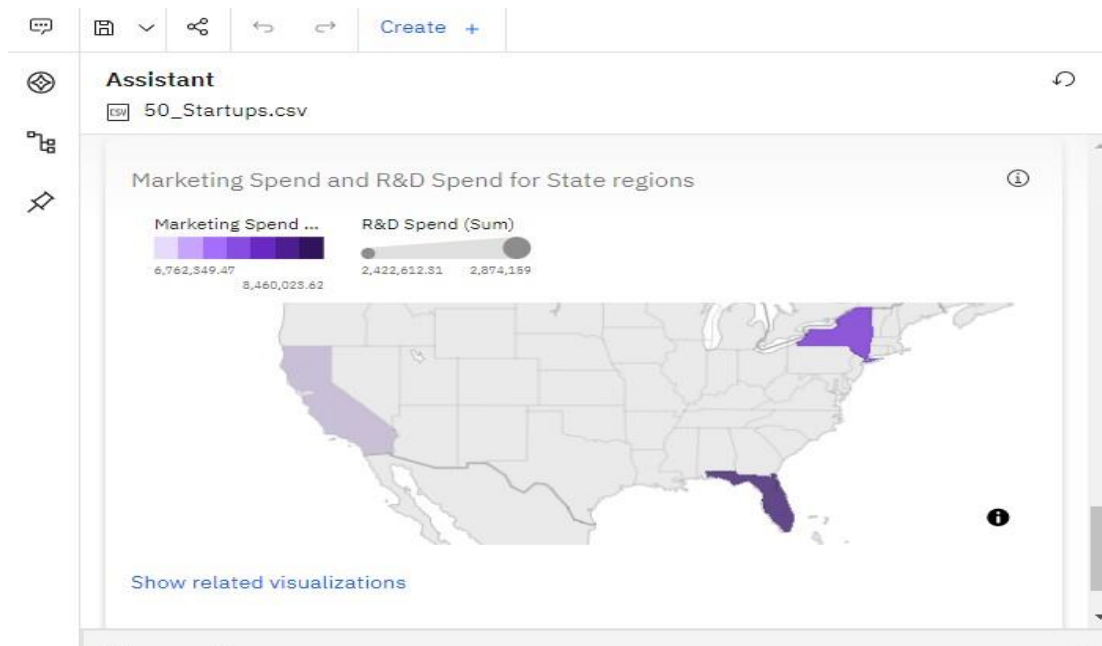 Create +
Assistant
CSV 50_Startups.csv
Marketing Spend and R&D Spend for State regions
Marketing Spend ... R&D Spend (Sum)
6,762,349.47 2,422,612.31 2,874,159
8,460,023.62
Show related visualizations